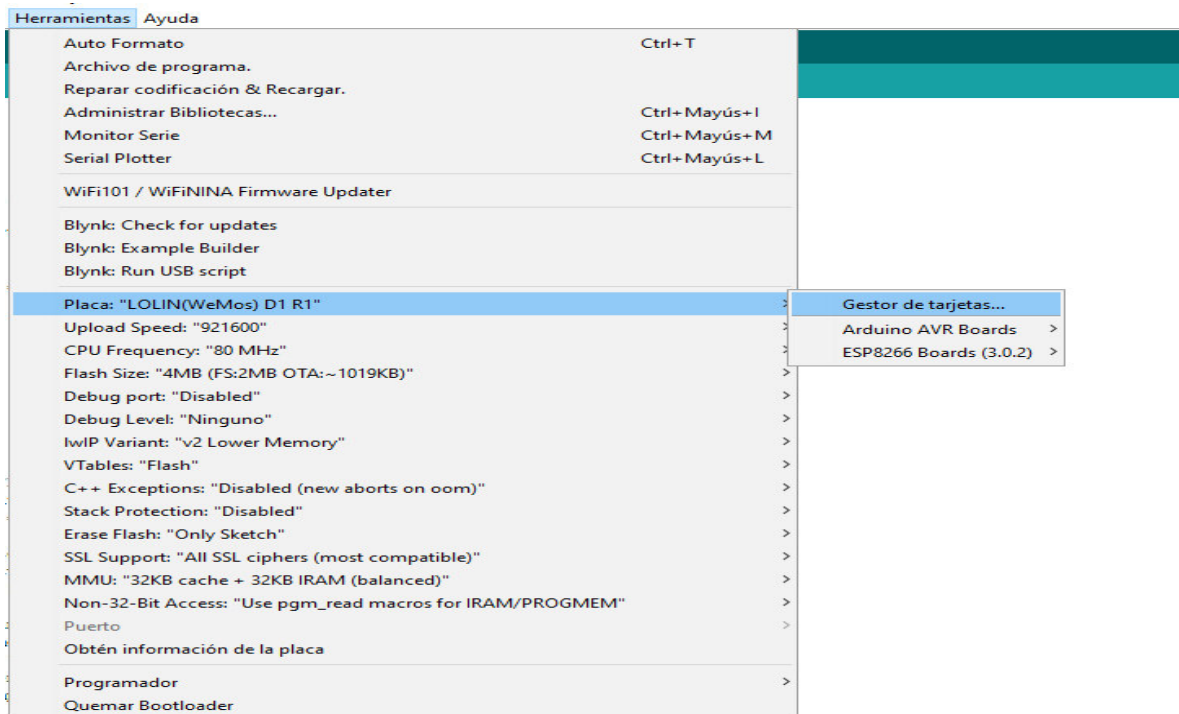 Herramientas Ayuda
Auto Formato Ctrl+T
Archivo de programa.
Reparar codificación & Recargar.
Administrar Bibliotecas... Ctrl+Mayús+I
Monitor Serie Ctrl+Mayús+M
Serial Plotter Ctrl+Mayús+L
WiFi101 / WiFiNINA Firmware Updater
Blynk: Check for updates
Blynk: Example Builder
Blynk: Run USB script
Placa: "LOLIN(WeMos) D1 R1" >
Gestor de tarjetas...
Arduino AVR Boards >
ESP8266 Boards (3.0.2) >
Upload Speed: "921600" >
CPU Frequency: "80 MHz" >
Flash Size: "4MB (FS:2MB OTA:~1019KB)" >
Debug port: "Disabled" >
Debug Level: "Ninguno" >
lwIP Variant: "v2 Lower Memory" >
VTables: "Flash" >
C++ Exceptions: "Disabled (new aborts on oom)" >
Stack Protection: "Disabled" >
Erase Flash: "Only Sketch" >
SSL Support: "All SSL ciphers (most compatible)" >
MMU: "32KB cache + 32KB IRAM (balanced)" >
Non-32-Bit Access: "Use pgm_read macros for IRAM/PROGMEM" >
Puerto >
Obtén información de la placa
Programador >
Quemar Bootloader